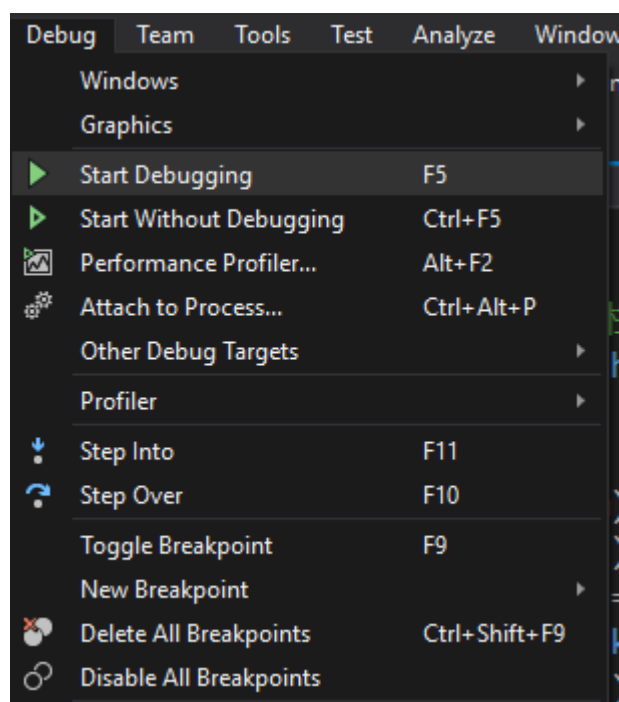 Debug Team Tools Test Analyze Window
Windows
Graphics
Start Debugging F5
Start Without Debugging Ctrl+F5
Performance Profiler... Alt+F2
Attach to Process... Ctrl+Alt+P
Other Debug Targets
Profiler
Step Into F11
Step Over F10
Toggle Breakpoint F9
New Breakpoint
Delete All Breakpoints Ctrl+Shift+F9
Disable All Breakpoints